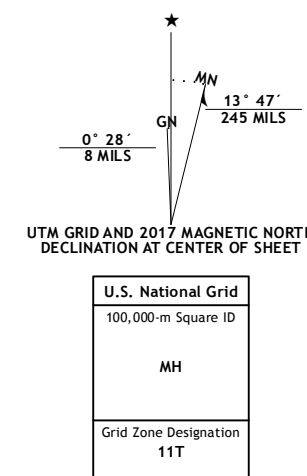 ★
MN
GN
13° 47´
245 MILS
0° 28´
8 MILS
UTM GRID AND 2017 MAGNETIC NORTH
DECLINATION AT CENTER OF SHEET
U.S. National Grid
100,000-m Square ID
MH
Grid Zone Designation
11T